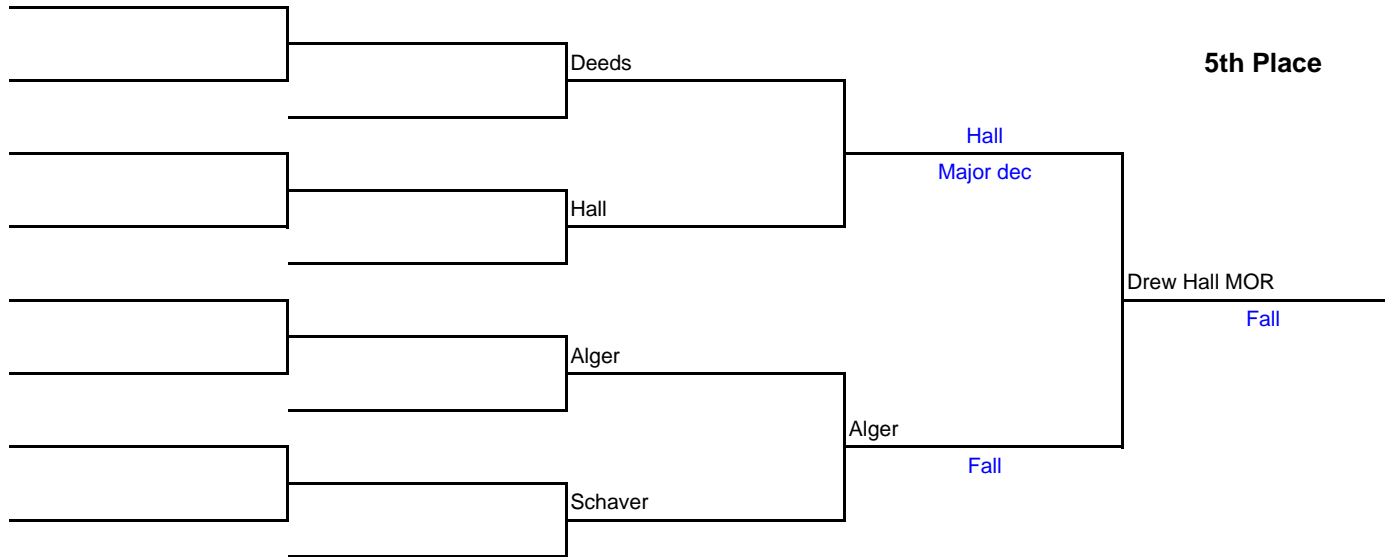 Deeds
5th Place
Hall
Major dec
Hall
Drew Hall MOR
Fall
Alger
Alger
Fall
Schaver